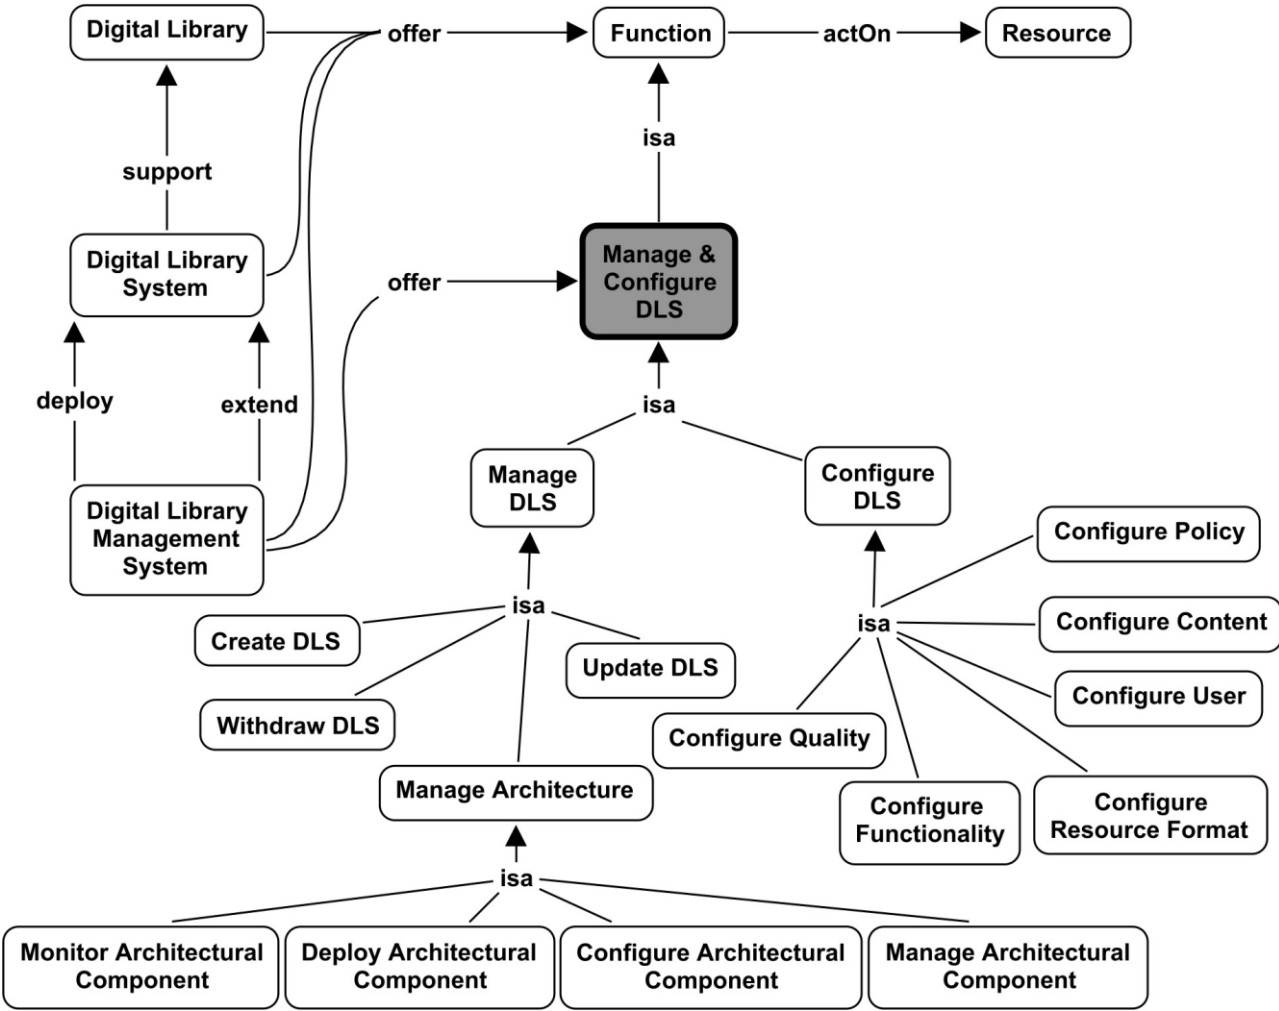 Digital Library
offer
Function
actOn
Resource
isa
support
Digital Library
System
offer
Manage &
Configure
DLS
deploy
extend
isa
Manage
DLS
Configure
DLS
Digital Library
Management
System
Configure Policy
isa
isa
Create DLS
Update DLS
Configure Content
Withdraw DLS
Configure User
Configure Quality
Manage Architecture
Configure
Functionality
Configure
Resource Format
isa
Monitor Architectural
Component
Deploy Architectural
Component
Configure Architectural
Component
Manage Architectural
Component